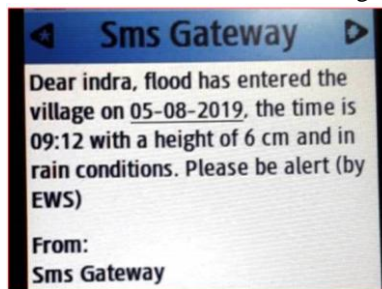 Sms Gateway
Dear indra, flood has entered the
village on 05-08-2019, the time is
09:12 with a height of 6 cm and in
rain conditions. Please be alert (by
EWS)
From:
Sms Gateway